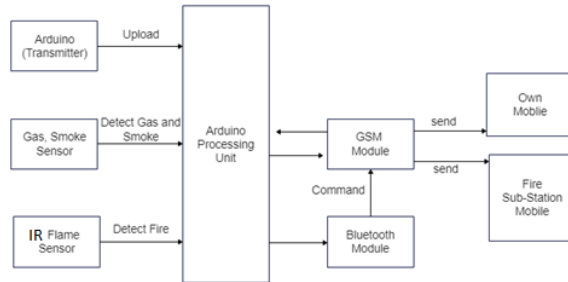 Arduino
(Transmitter)
Upload
Gas, Smoke
Sensor
Detect Gas and
Smoke
IR Flame
Sensor
Detect Fire
Arduino
Processing
Unit
GSM
Module
Command
Bluetooth
Module
send
Own
Moblie
send
Fire
Sub-Station
Mobile